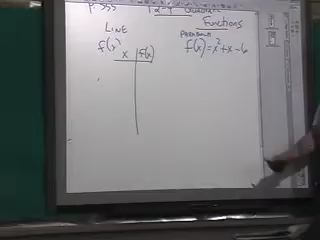 Functions
LINE
PARABOLA
f(x)
f(x) = x² + x - 6
x f(x)